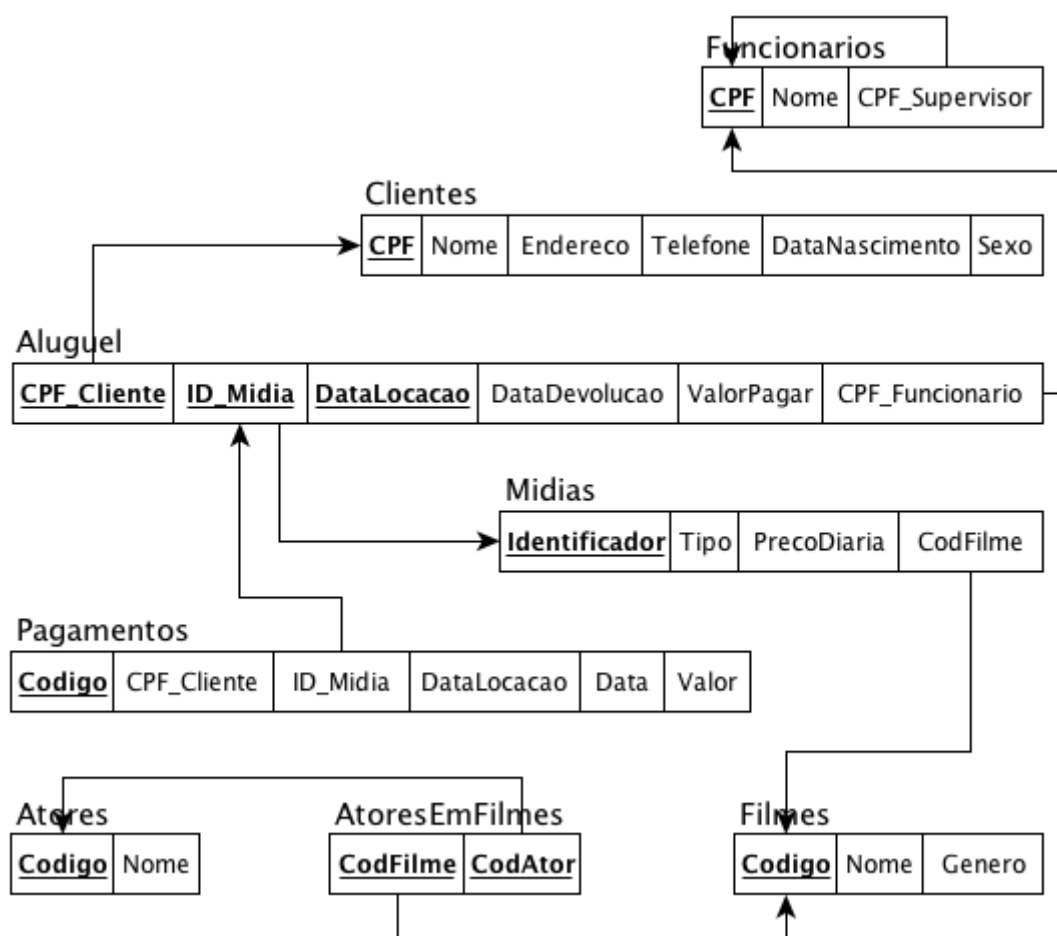 Funcionarios
CPF Nome CPF_Supervisor
Clientes
CPF Nome Endereco Telefone DataNascimento Sexo
Aluguel
CPF_Cliente ID_Midia DataLocacao DataDevolucao ValorPagar CPF_Funcionario
Midias
Identificador Tipo PrecoDiaria CodFilme
Pagamentos
Codigo CPF_Cliente ID_Midia DataLocacao Data Valor
Atores AtoresEmFilmes Filmes
Codigo Nome CodFilme CodAtor Codigo Nome Genero